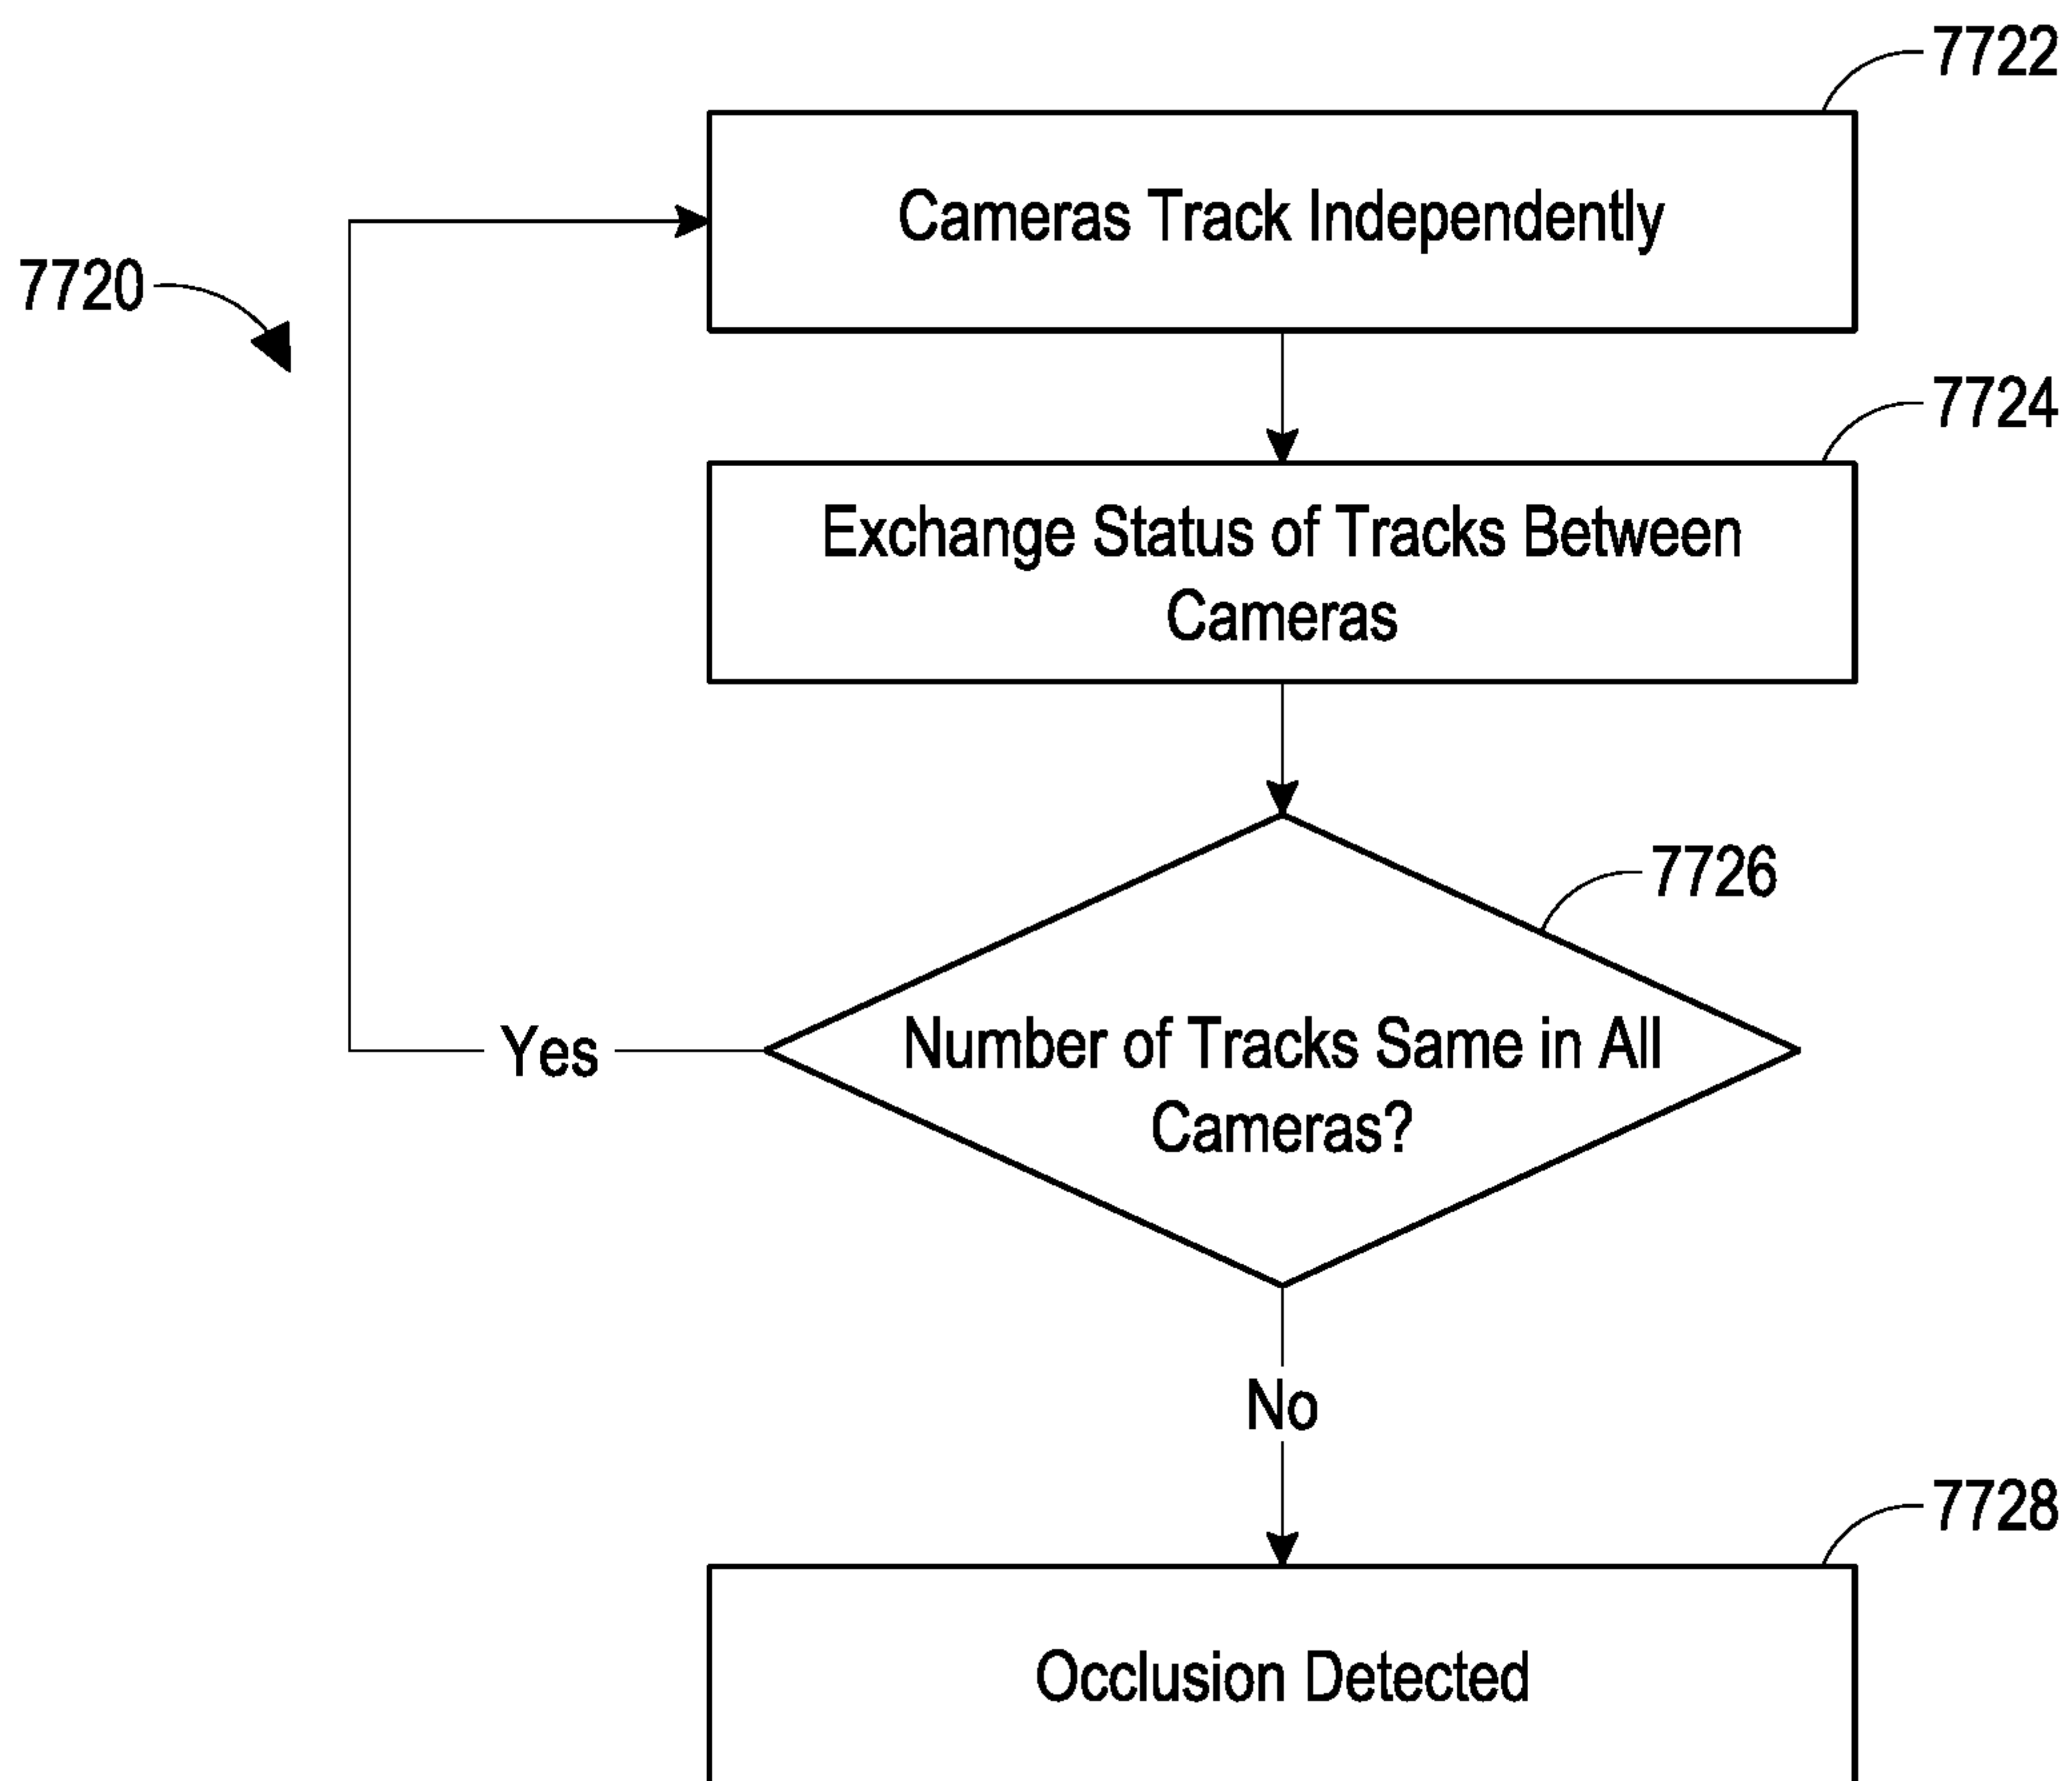 7722
Cameras Track Independently
7720
7724
Exchange Status of Tracks Between
Cameras
7726
Number of Tracks Same in All
Cameras?
Yes
No
7728
Occlusion Detected